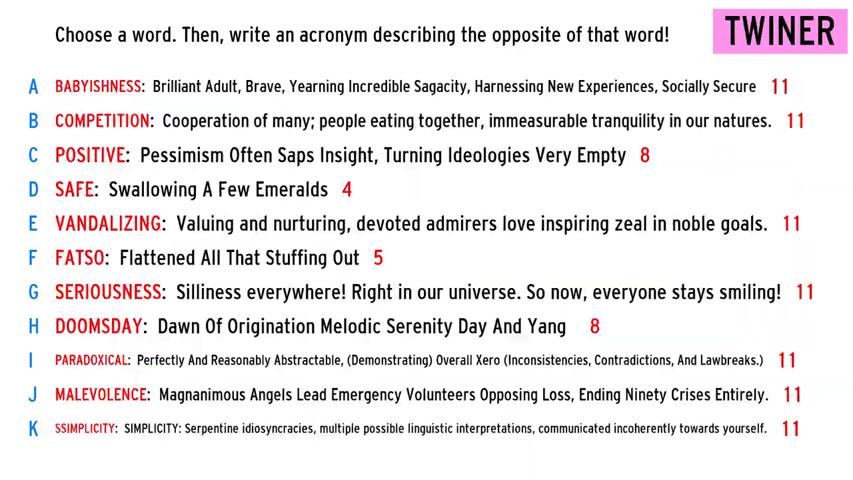 Choose a word. Then, write an acronym describing the opposite of that word!
TWINER
A BABYISHNESS: Brilliant Adult, Brave, Yearning Incredible Sagacity, Harnessing New Experiences, Socially Secure 11
B COMPETITION: Cooperation of many; people eating together, immeasurable tranquility in our natures. 11
C POSITIVE: Pessimism Often Saps Insight, Turning Ideologies Very Empty 8
D SAFE: Swallowing A Few Emeralds 4
E VANDALIZING: Valuing and nurturing, devoted admirers love inspiring zeal in noble goals. 11
F FATSO: Flattened All That Stuffing Out 5
G SERIOUSNESS: Silliness everywhere! Right in our universe. So now, everyone stays smiling! 11
H DOOMSDAY: Dawn Of Origination Melodic Serenity Day And Yang 8
I PARADOXICAL: Perfectly And Reasonably Abstractable, (Demonstrating) Overall Xero (Inconsistencies, Contradictions, And Lawbreaks.) 11
J MALEVOLENCE: Magnanimous Angels Lead Emergency Volunteers Opposing Loss, Ending Ninety Crises Entirely. 11
K SSIMPLICITY: SIMPLICITY: Serpentine idiosyncracies, multiple possible linguistic interpretations, communicated incoherently towards yourself. 11